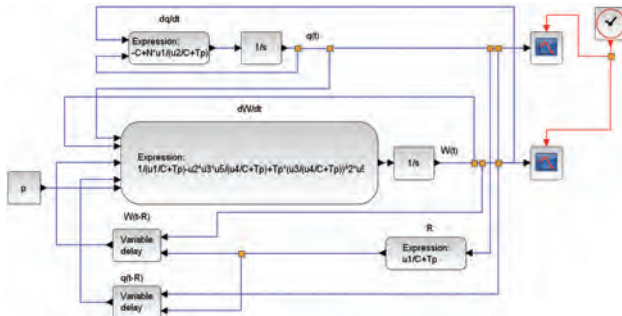 dq/dt
Expression:
-C+N*u1/(u2/C+Tp)
1/s
q(t)
dW/dt
Expression:
1/(u1/C+Tp)-u2*u3*u5/(u4/C+Tp)+Tp*(u3/(u4/C+Tp))^2*u5
1/s
W(t)
p
W(t-R)
R
Variable
delay
Expression:
u1/C+Tp
q(t-R)
Variable
delay